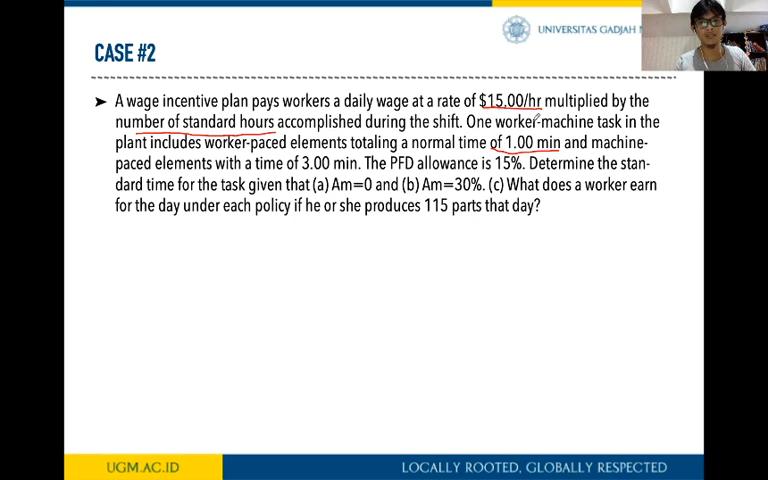 UNIVERSITAS GADJAH
CASE #2
➤ A wage incentive plan pays workers a daily wage at a rate of $15.00/hr multiplied by the
number of standard hours accomplished during the shift. One worker-machine task in the
plant includes worker-paced elements totaling a normal time of 1.00 min and machine-
paced elements with a time of 3.00 min. The PFD allowance is 15%. Determine the stan-
dard time for the task given that (a) Am=0 and (b) Am=30%. (c) What does a worker earn
for the day under each policy if he or she produces 115 parts that day?
UGM.AC.ID
LOCALLY ROOTED, GLOBALLY RESPECTED